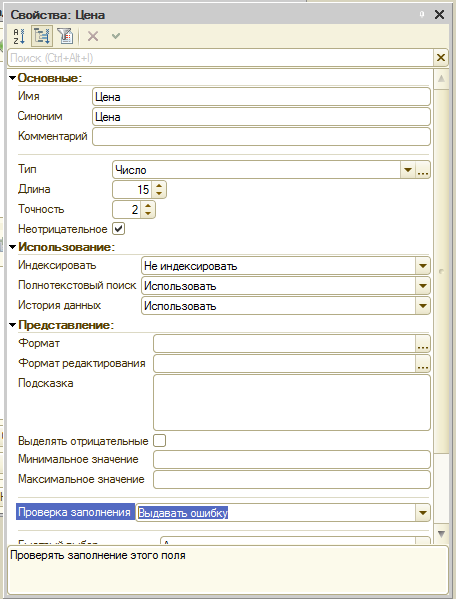 Свойства: Цена
Поиск (Ctrl+Alt+I)
Основные:
Имя Цена
Синоним Цена
Комментарий
Тип Число
Длина 15
Точность 2
Неотрицательное
Использование:
Индексировать Не индексировать
Полнотекстовый поиск Использовать
История данных Использовать
Представление:
Формат
Формат редактирования
Подсказка
Выделять отрицательные
Минимальное значение
Максимальное значение
Проверка заполнения Выдавать ошибку
Проверять заполнение этого поля